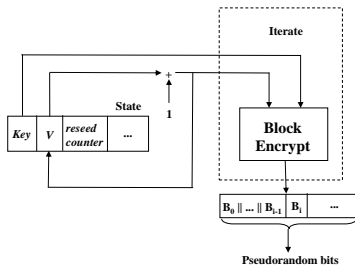 Iterate
+
State
1
Key V reseed counter ...
Block Encrypt
B0 || ... || Bi-1 Bi ...
Pseudorandom bits